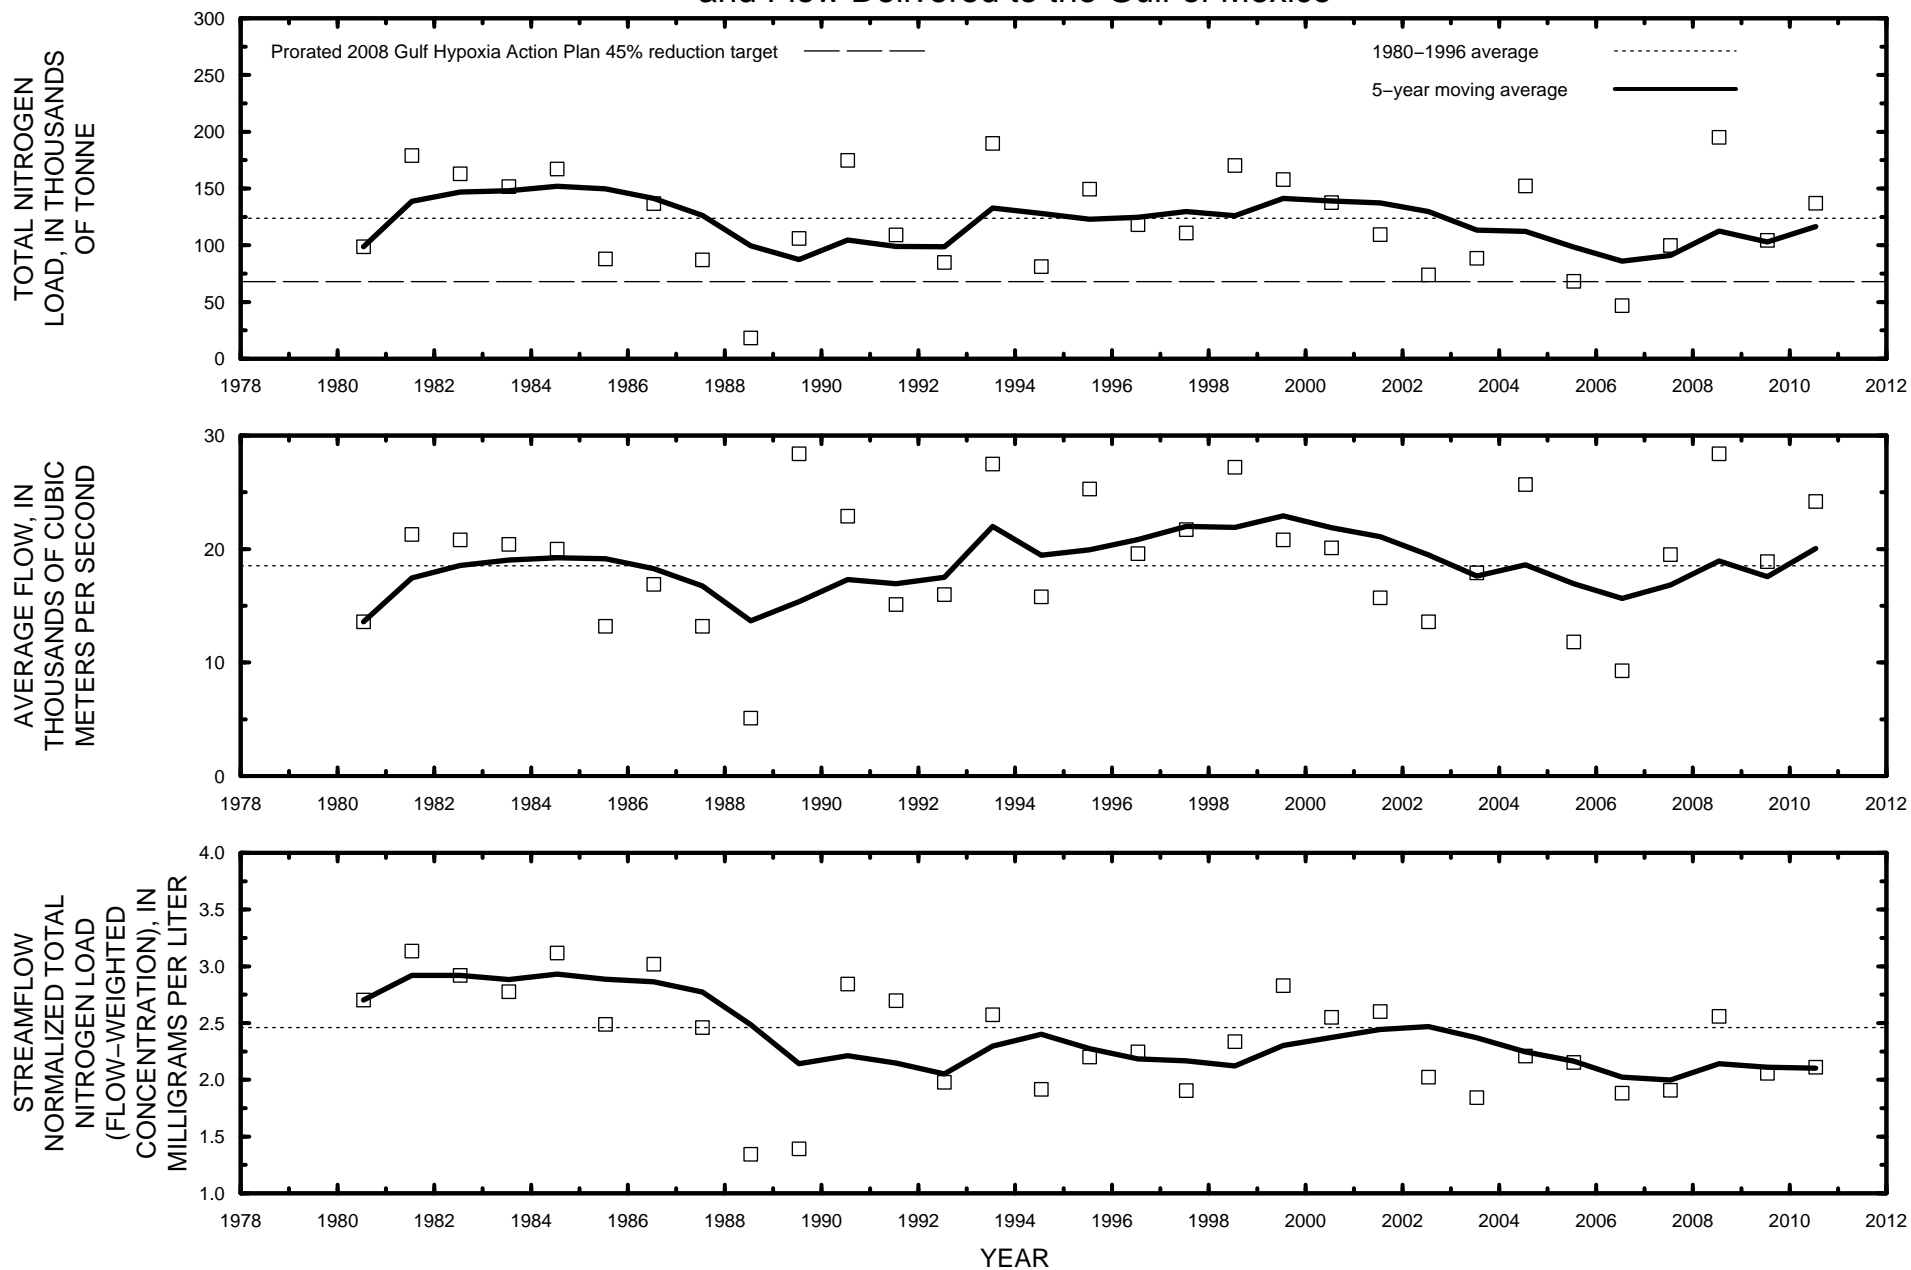 and Flow Delivered to the Gulf of Mexico
TOTAL NITROGEN
LOAD, IN THOUSANDS
OF TONNE
300
250
200
150
100
50
0
Prorated 2008 Gulf Hypoxia Action Plan 45% reduction target
1980–1996 average
5–year moving average
1978 1980 1982 1984 1986 1988 1990 1992 1994 1996 1998 2000 2002 2004 2006 2008 2010 2012
AVERAGE FLOW, IN
THOUSANDS OF CUBIC
METERS PER SECOND
30
20
10
0
1978 1980 1982 1984 1986 1988 1990 1992 1994 1996 1998 2000 2002 2004 2006 2008 2010 2012
STREAMFLOW
NORMALIZED TOTAL
NITROGEN LOAD
(FLOW–WEIGHTED
CONCENTRATION), IN
MILLIGRAMS PER LITER
4.0
3.5
3.0
2.5
2.0
1.5
1.0
1978 1980 1982 1984 1986 1988 1990 1992 1994 1996 1998 2000 2002 2004 2006 2008 2010 2012
YEAR